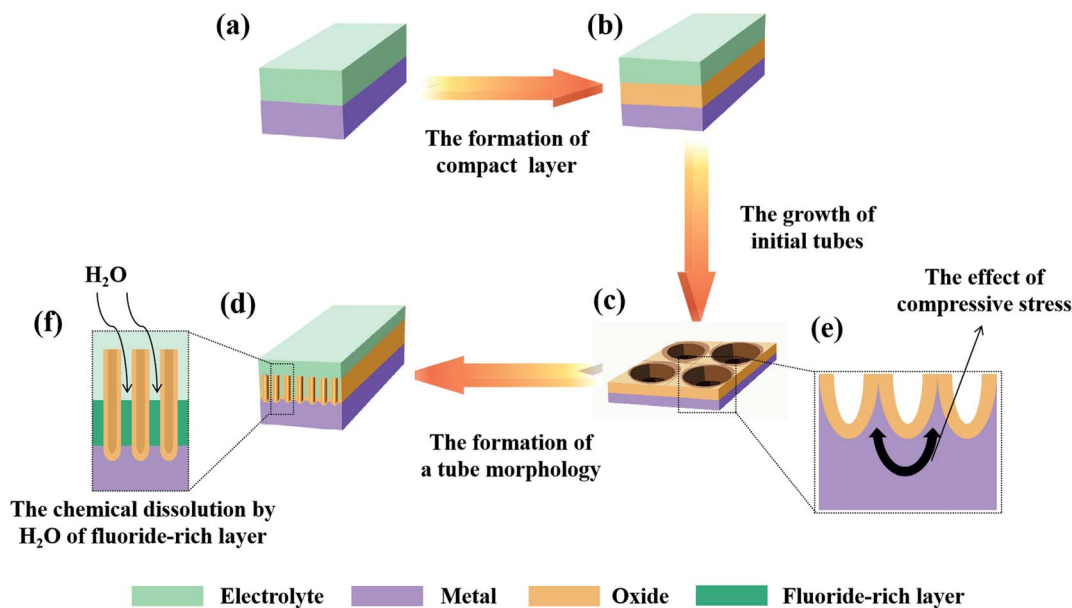 (a)
(b)
The formation of
compact layer
The growth of
initial tubes
The effect of
compressive stress
H₂O
(f)
(d)
(c)
(e)
The formation of
a tube morphology
The chemical dissolution by
H₂O of fluoride-rich layer
Electrolyte
Metal
Oxide
Fluoride-rich layer